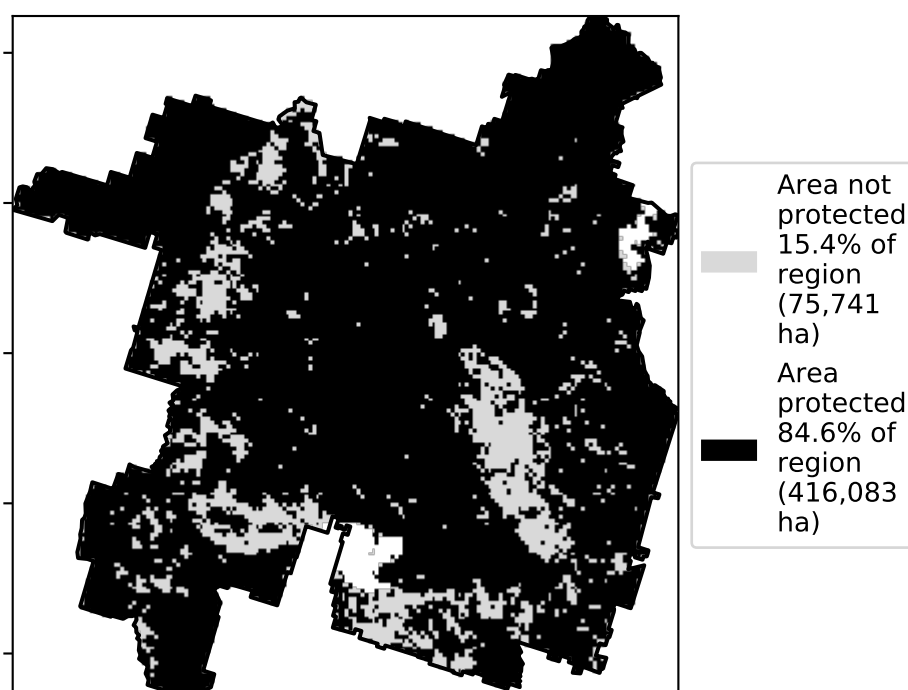 Area not
protected
15.4% of
region
(75,741
ha)
Area
protected
84.6% of
region
(416,083
ha)